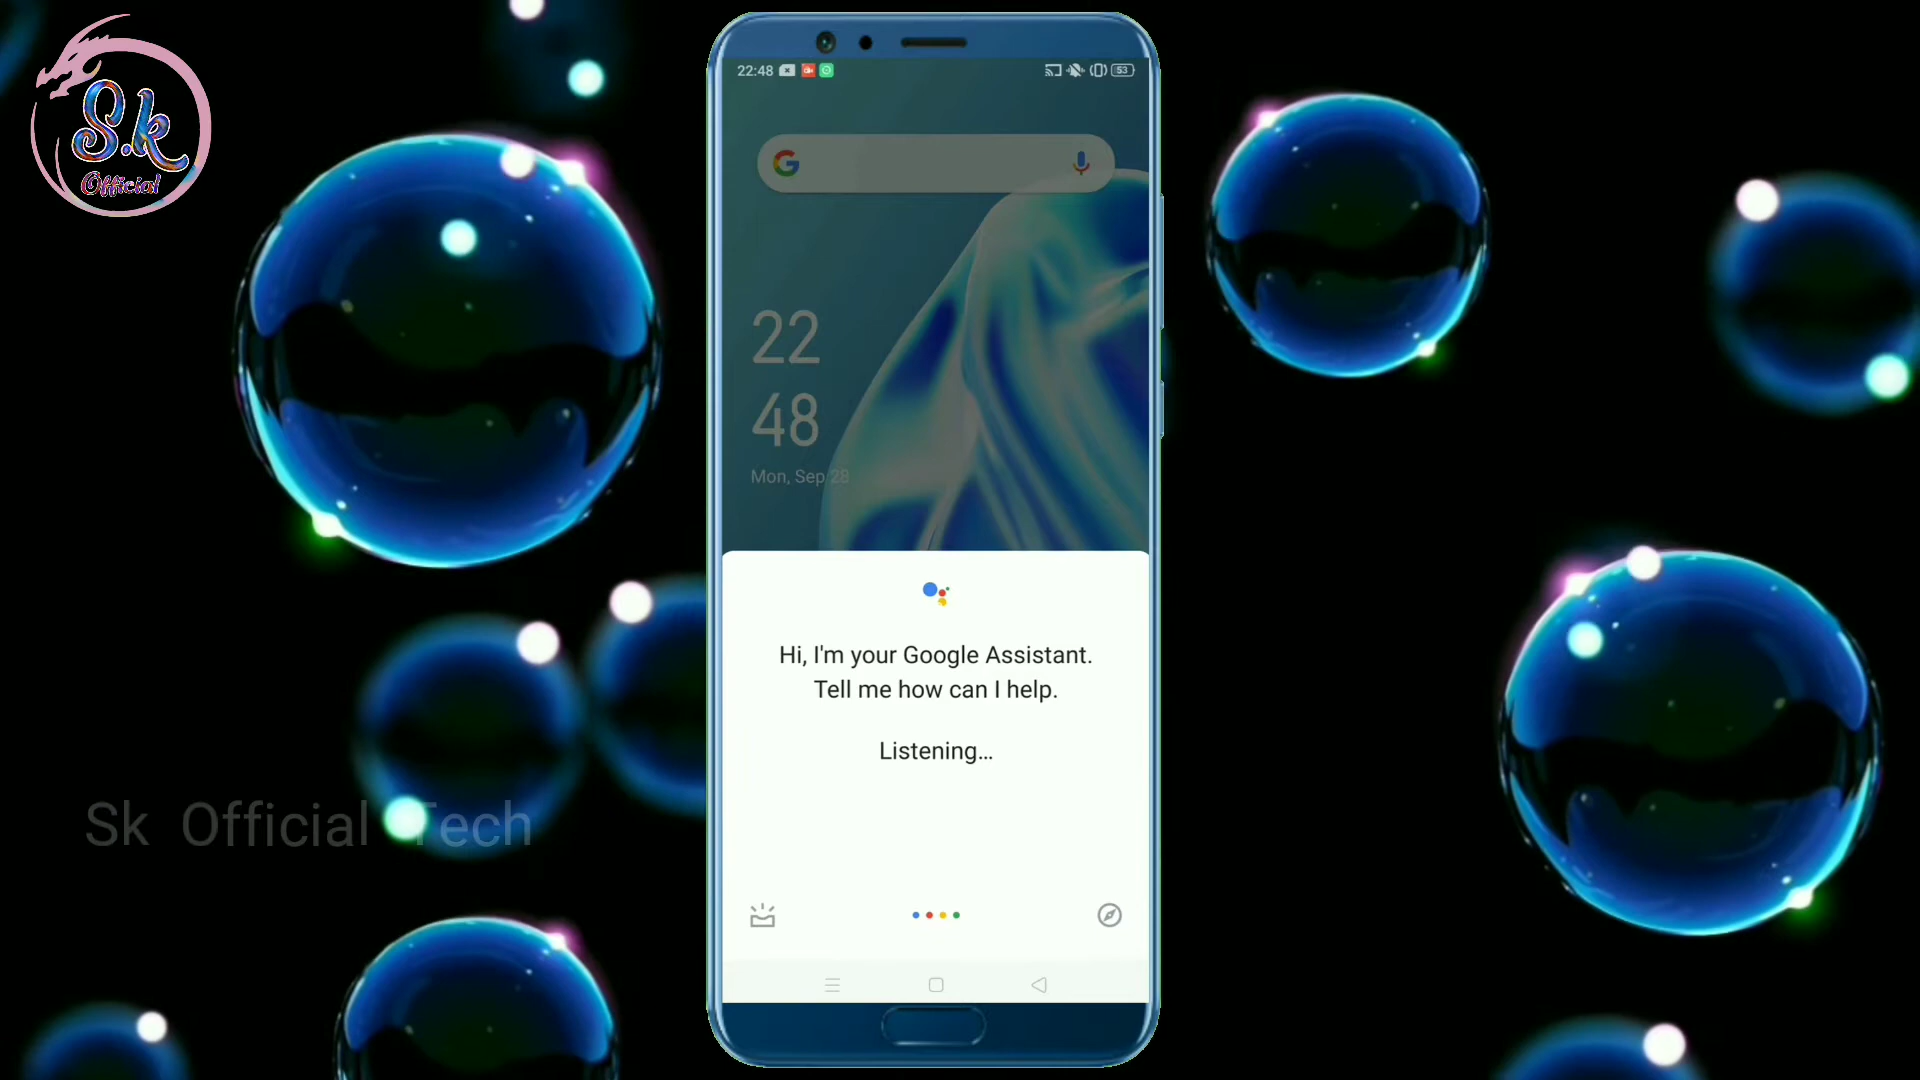 S.k
Official
22:48
53
G
22
48
Mon, Sep 28
Hi, I'm your Google Assistant.
Tell me how can I help.
Listening...
Sk Official Tech